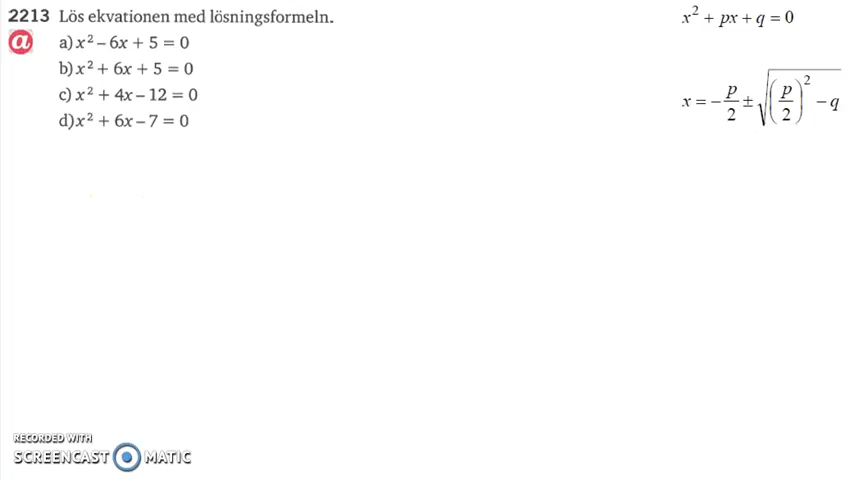 2213 Lös ekvationen med lösningsformeln.
a
a) x² – 6x + 5 = 0
b) x² + 6x + 5 = 0
c) x² + 4x – 12 = 0
d) x² + 6x – 7 = 0
x² + px + q = 0
x = –p/2 ± √((p/2)² – q)
RECORDED WITH
SCREENCAST MATIC